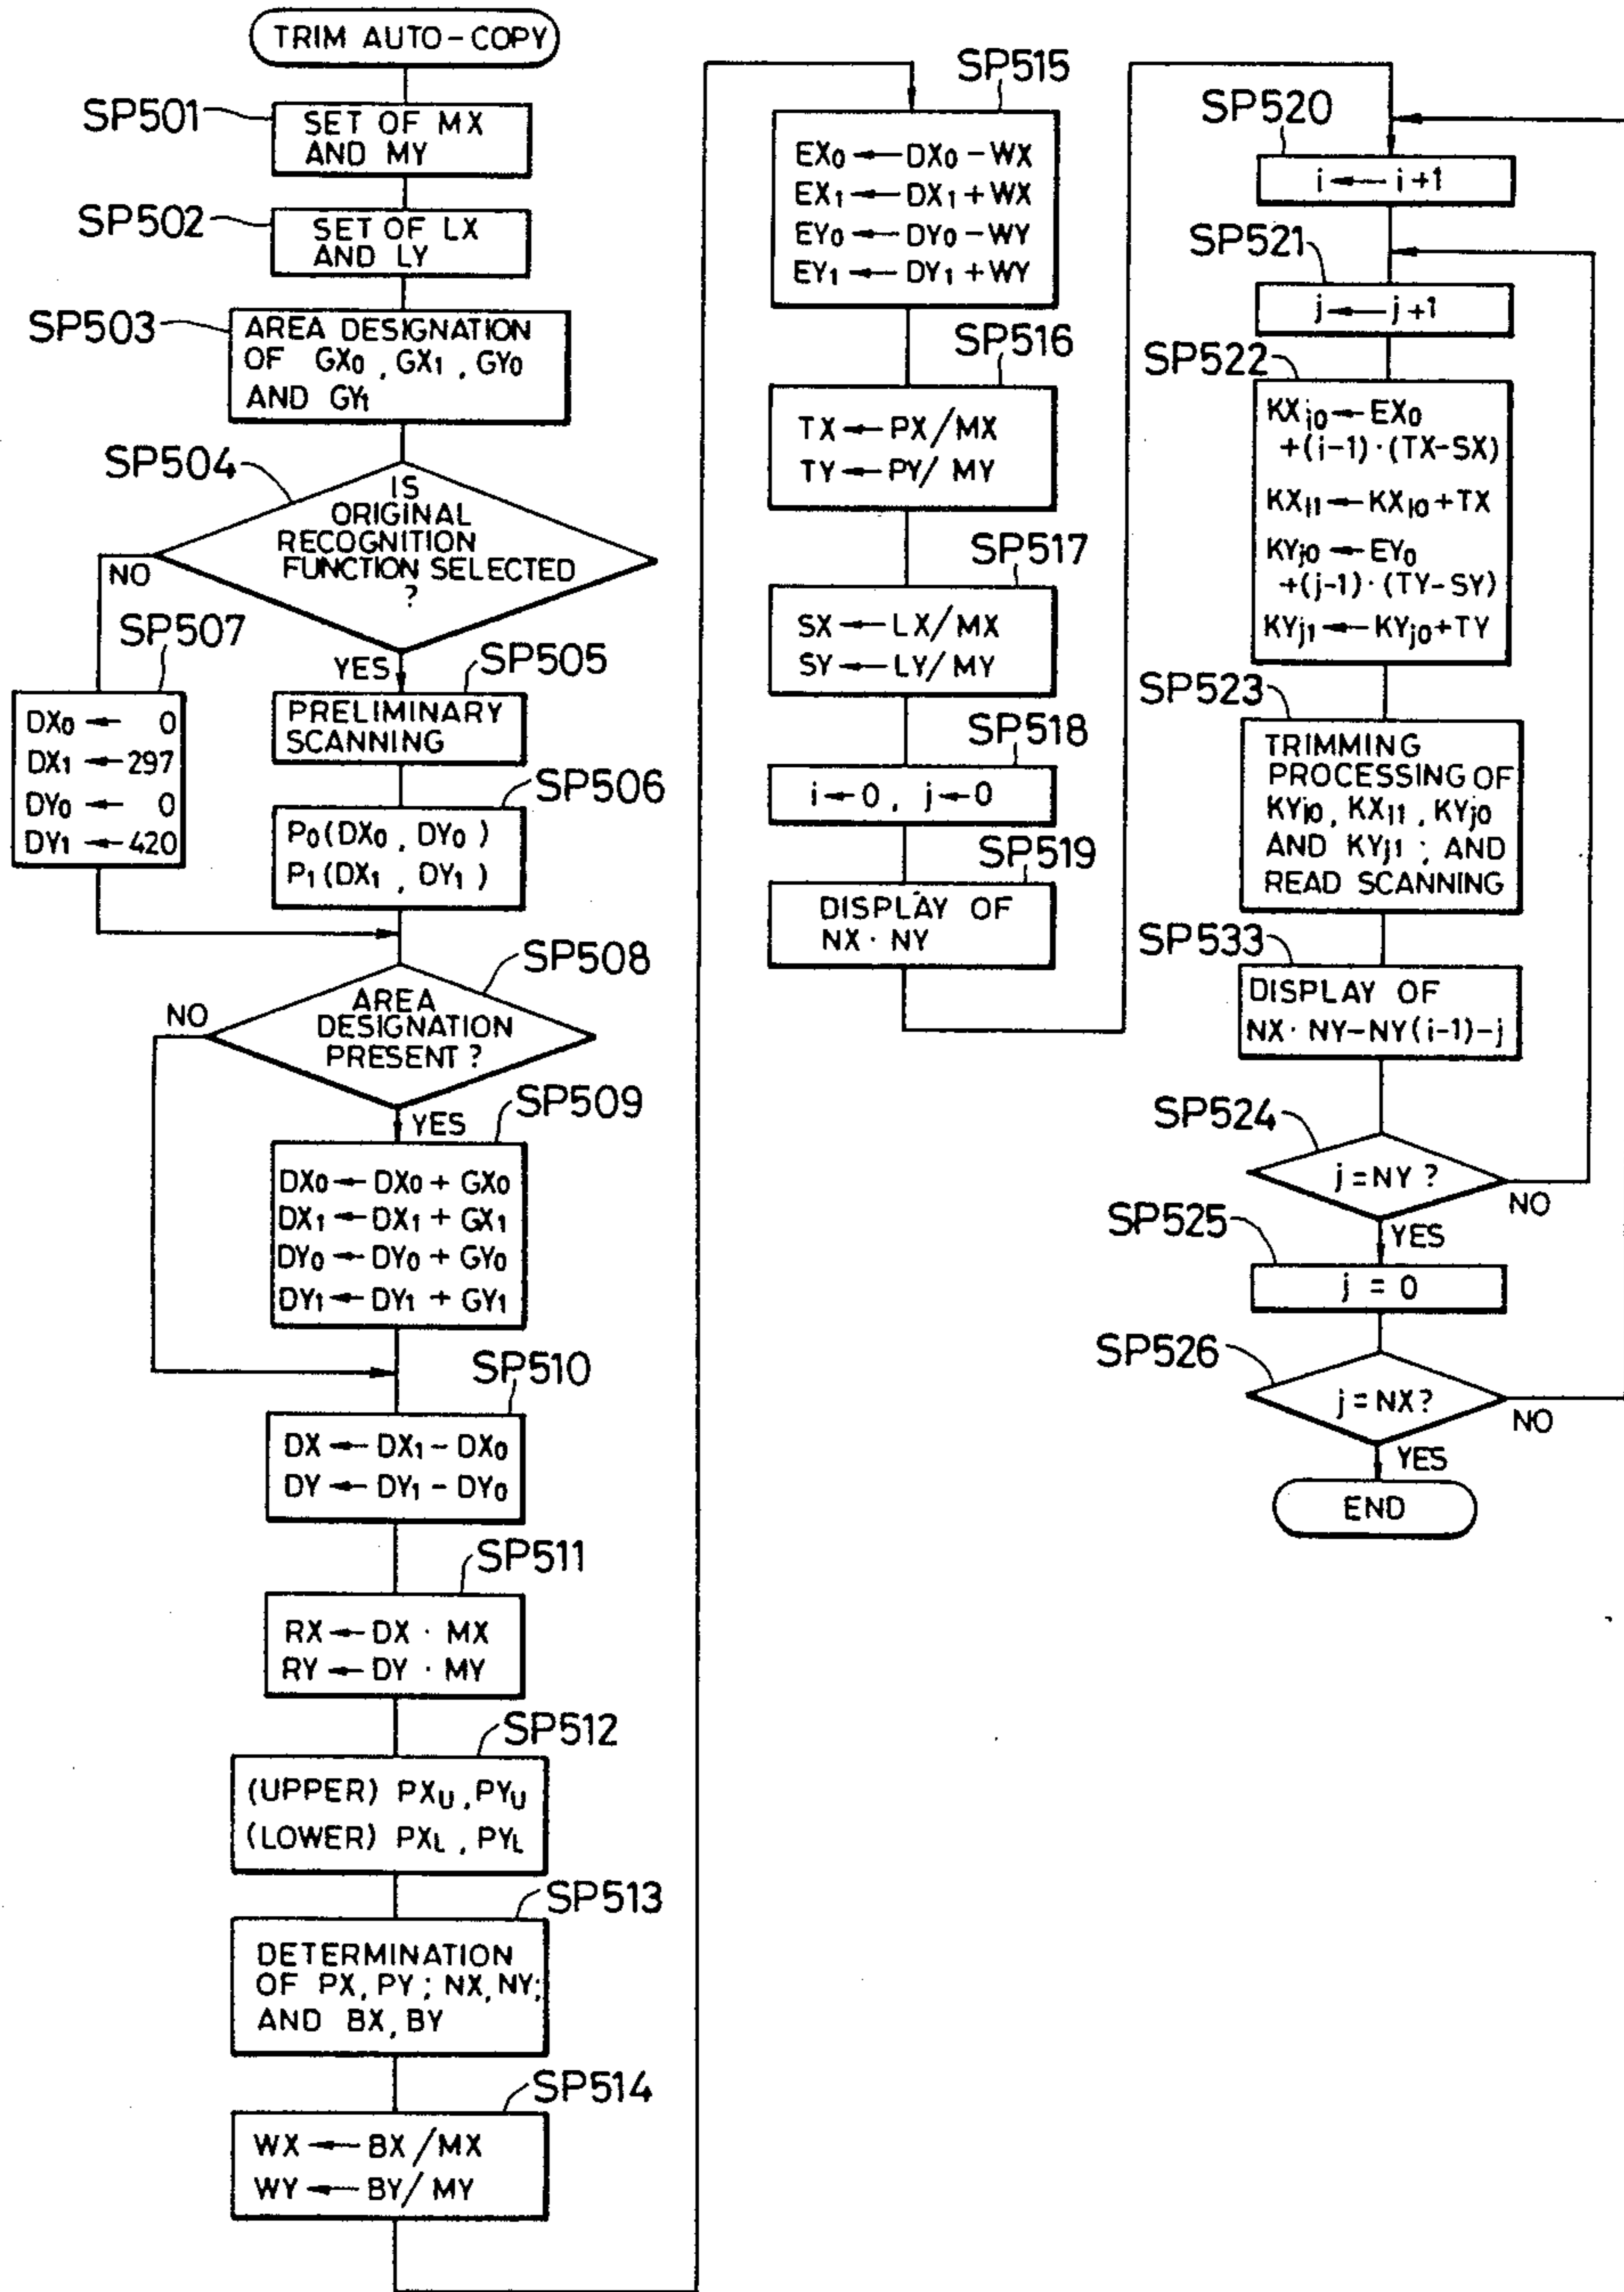 TRIM AUTO-COPY
SP501
SET OF MX
AND MY
SP502
SET OF LX
AND LY
SP503
AREA DESIGNATION
OF GX0 , GX1 , GY0
AND GY1
SP504
IS
ORIGINAL
RECOGNITION
FUNCTION SELECTED
?
NO
YES
SP507
DX0 ← 0
DX1 ← 297
DY0 ← 0
DY1 ← 420
SP505
PRELIMINARY
SCANNING
SP506
P0 (DX0 , DY0 )
P1 (DX1 , DY1 )
SP508
AREA
DESIGNATION
PRESENT ?
NO
YES
SP509
DX0 ← DX0 + GX0
DX1 ← DX1 + GX1
DY0 ← DY0 + GY0
DY1 ← DY1 + GY1
SP510
DX ← DX1 - DX0
DY ← DY1 - DY0
SP511
RX ← DX · MX
RY ← DY · MY
SP512
(UPPER) PXU , PYU
(LOWER) PXL , PYL
SP513
DETERMINATION
OF PX, PY ; NX, NY;
AND BX, BY
SP514
WX ← BX / MX
WY ← BY / MY
SP515
EX0 ← DX0 - WX
EX1 ← DX1 + WX
EY0 ← DY0 - WY
EY1 ← DY1 + WY
SP516
TX ← PX / MX
TY ← PY / MY
SP517
SX ← LX / MX
SY ← LY / MY
SP518
i ← 0 , j ← 0
SP519
DISPLAY OF
NX · NY
SP520
i ← i +1
SP521
j ← j +1
SP522
KXi0 ← EX0
+(i-1) · (TX-SX)
KXi1 ← KXi0 + TX
KYj0 ← EY0
+(j-1) · (TY-SY)
KYj1 ← KYj0 + TY
SP523
TRIMMING
PROCESSING OF
KYi0, KXi1 , KYj0
AND KYj1 ; AND
READ SCANNING
SP533
DISPLAY OF
NX · NY-NY(i-1)-j
SP524
j = NY ?
NO
YES
SP525
j = 0
SP526
j = NX?
NO
YES
END